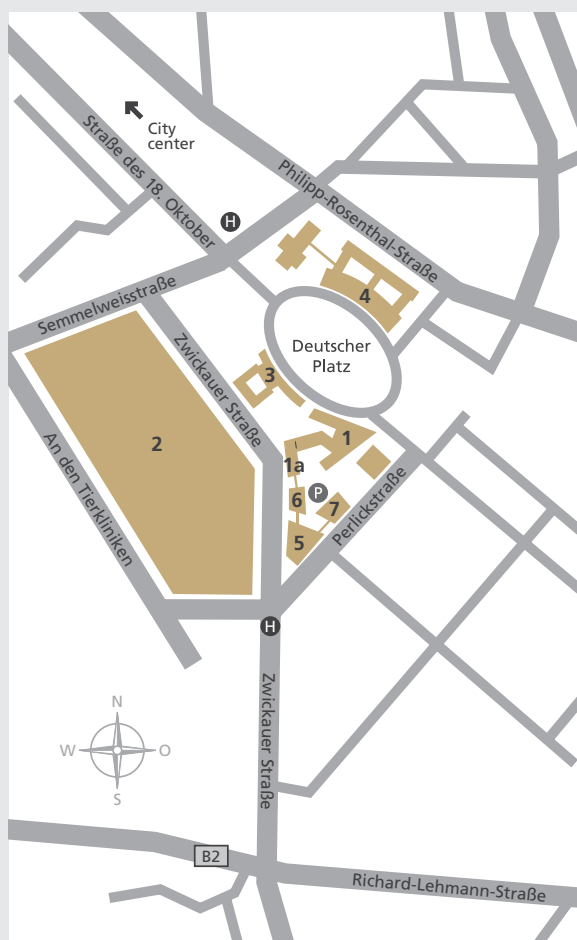 City
center
Straße des 18. Oktober
H
Philipp-Rosenthal-Straße
4
Semmelweisstraße
Deutscher
Platz
Zwickauer Straße
3
2
1
1a
An den Tierkliniken
P
6
7
Perlickstraße
5
H
Zwickauer Straße
N
W
O
S
B2
Richard-Lehmann-Straße